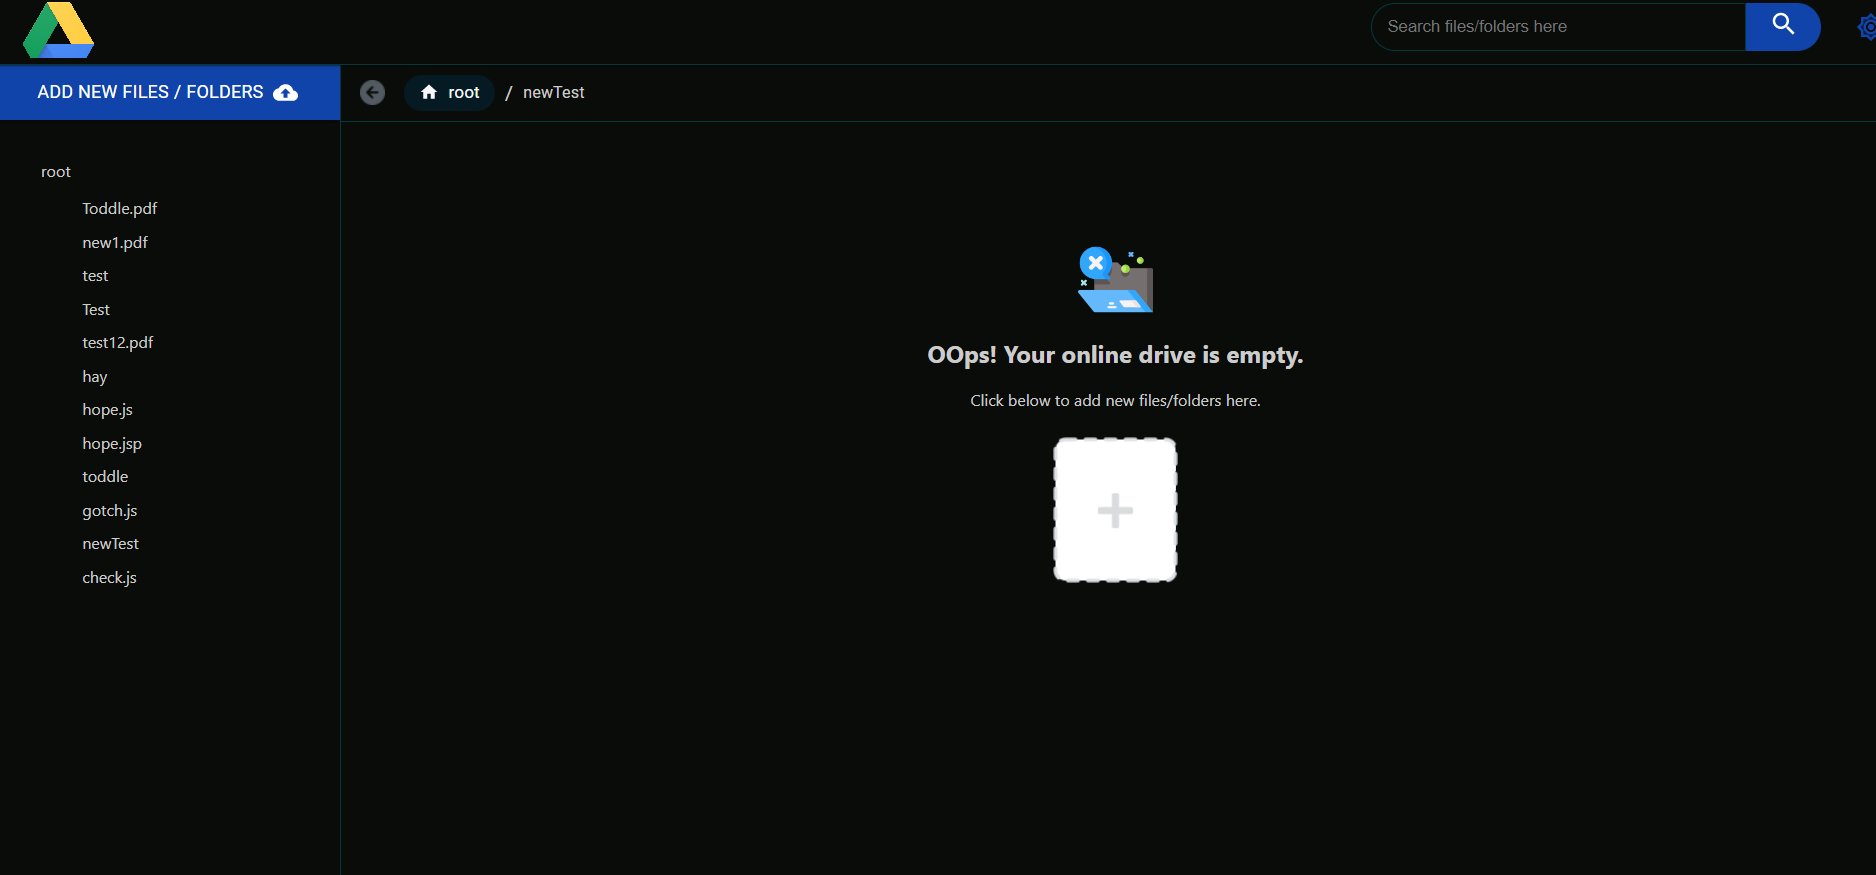 Search files/folders here
ADD NEW FILES / FOLDERS
root / newTest
root
Toddle.pdf
new1.pdf
test
Test
test12.pdf
hay
hope.js
hope.jsp
toddle
gotch.js
newTest
check.js
OOps! Your online drive is empty.
Click below to add new files/folders here.